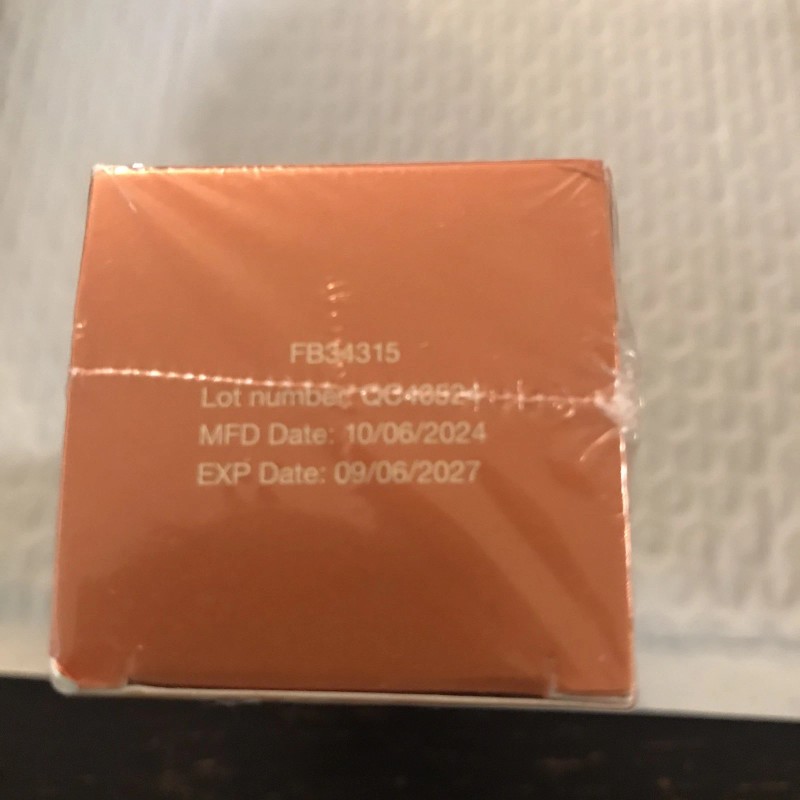 FB34315
Lot number:
MFD Date: 10/06/2024
EXP Date: 09/06/2027